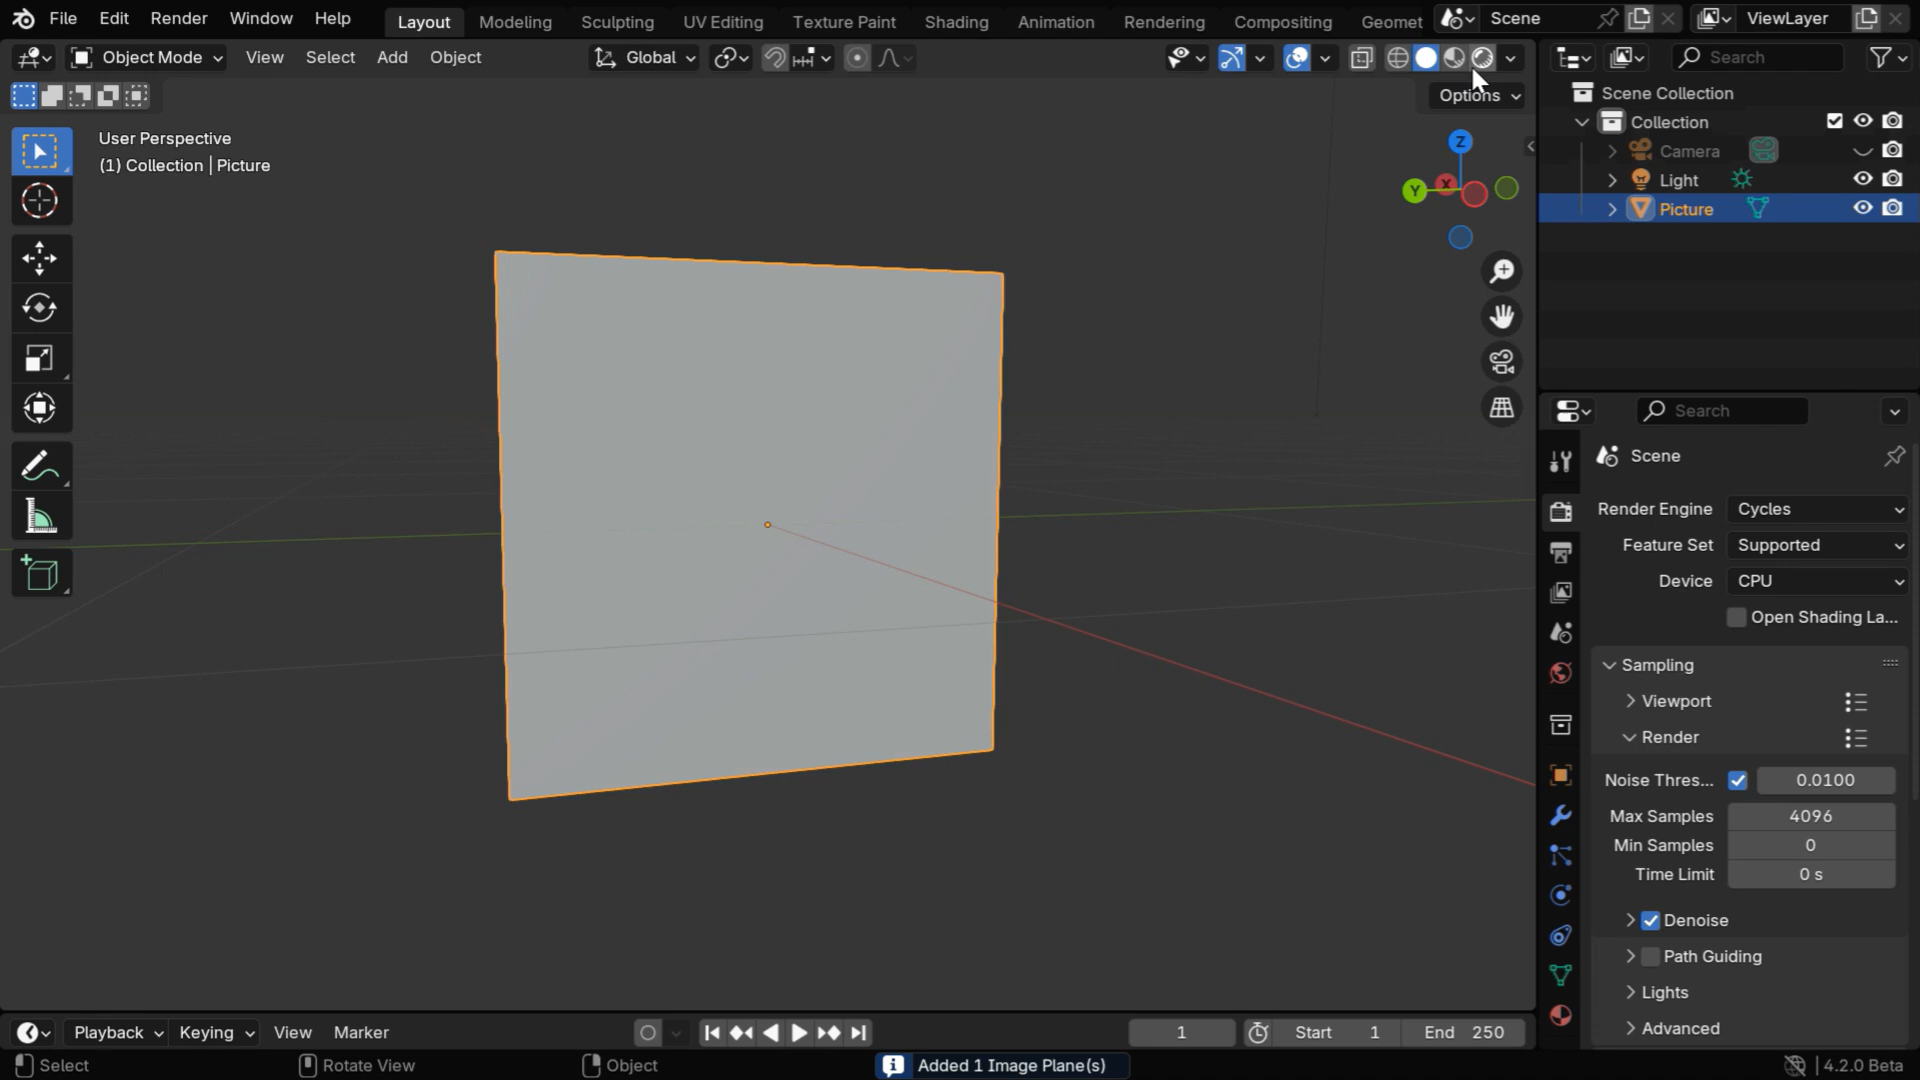 File Edit Render Window Help Layout Modeling Sculpting UV Editing Texture Paint Shading Animation Rendering Compositing Geomet Scene ViewLayer
Object Mode View Select Add Object Global Search
Options
Scene Collection
Collection
Camera
Light
Picture
User Perspective
(1) Collection | Picture
Z
Y
X
Search
Scene
Render Engine Cycles
Feature Set Supported
Device CPU
Open Shading La...
Sampling
Viewport
Render
Noise Thres... 0.0100
Max Samples 4096
Min Samples 0
Time Limit 0 s
Denoise
Path Guiding
Lights
Advanced
Playback Keying View Marker 1 Start 1 End 250
Select Rotate View Object Added 1 Image Plane(s) 4.2.0 Beta